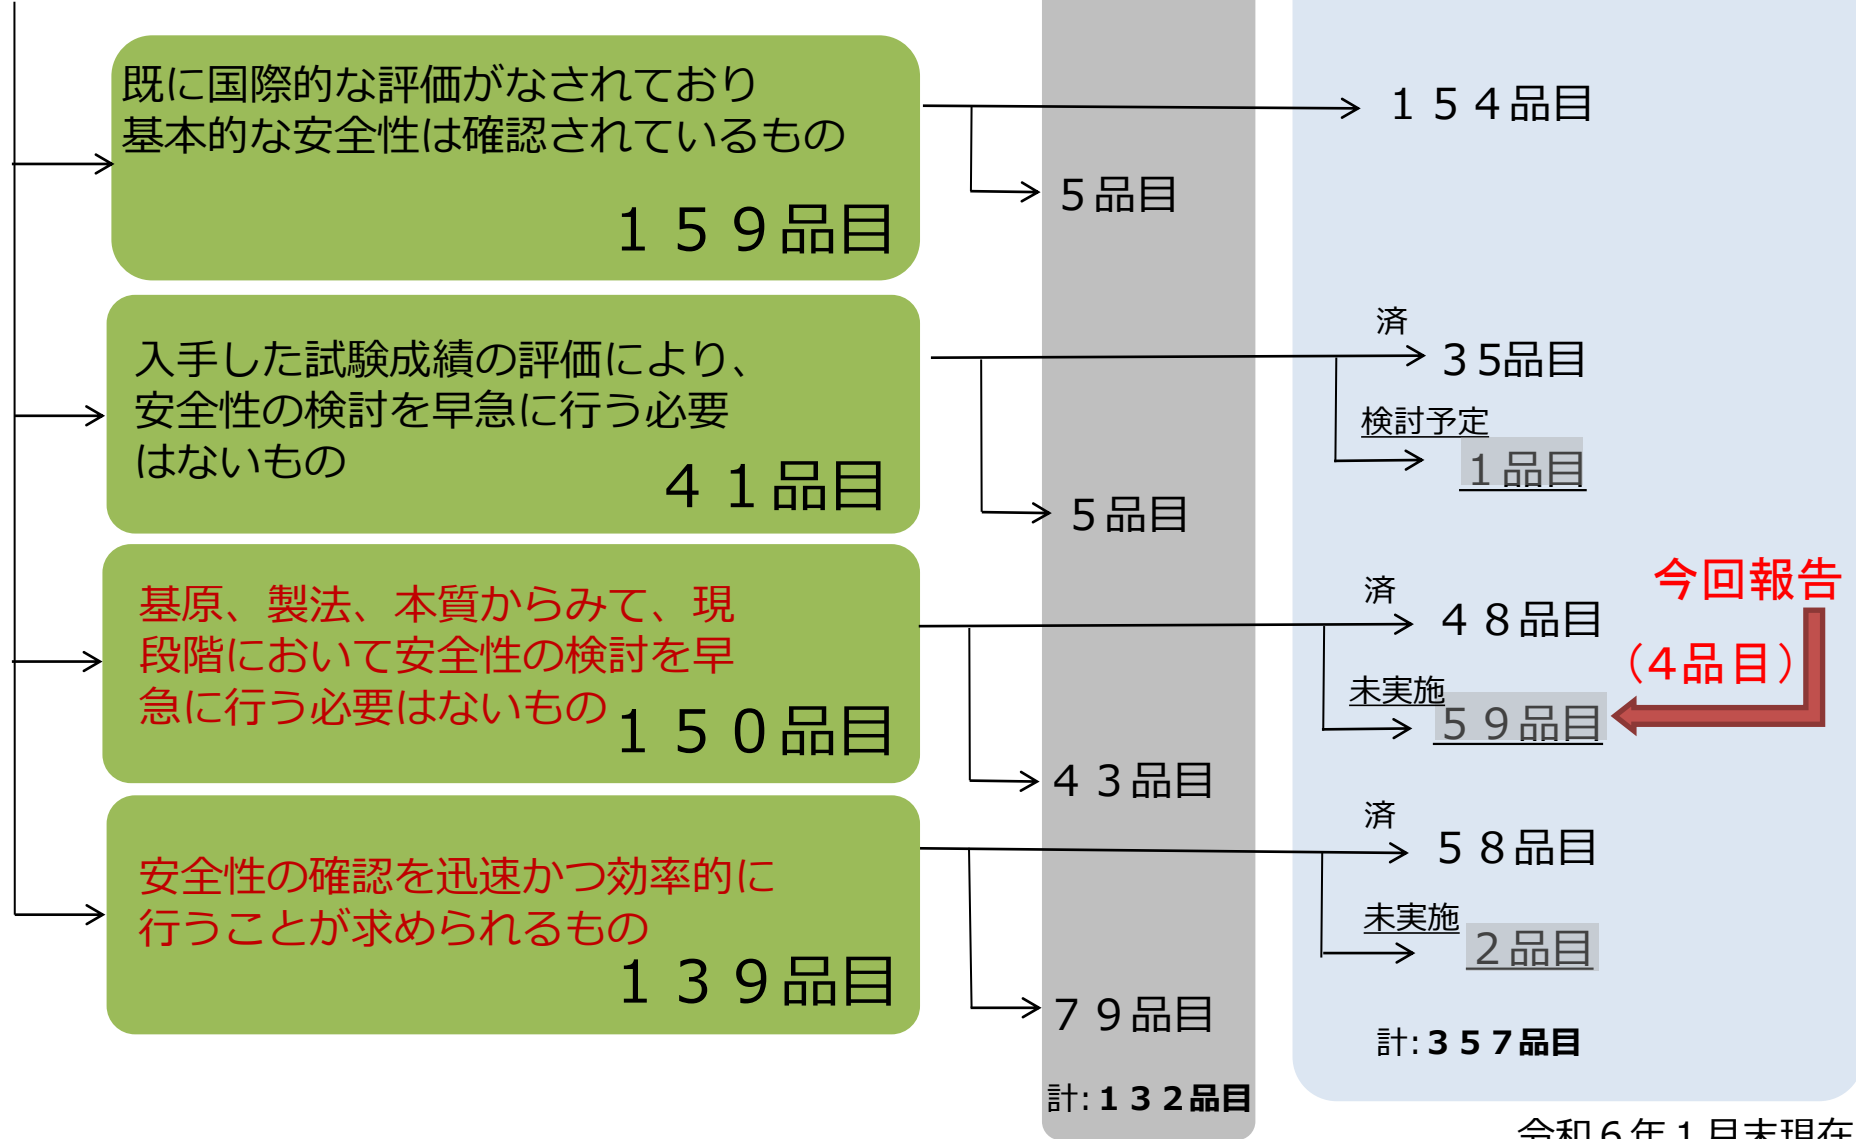 既に国際的な評価がなされており
基本的な安全性は確認されているもの
１５９品目
１５４品目
５品目
入手した試験成績の評価により、
安全性の検討を早急に行う必要
はないもの
４１品目
済
３５品目
検討予定
１品目
５品目
基原、製法、本質からみて、現
段階において安全性の検討を早
急に行う必要はないもの
１５０品目
済
４８品目
今回報告
（4品目）
未実施
５９品目
４３品目
安全性の確認を迅速かつ効率的に
行うことが求められるもの
１３９品目
済
５８品目
未実施
２品目
７９品目
計:３５７品目
計:１３２品目
令和６年１月末現在